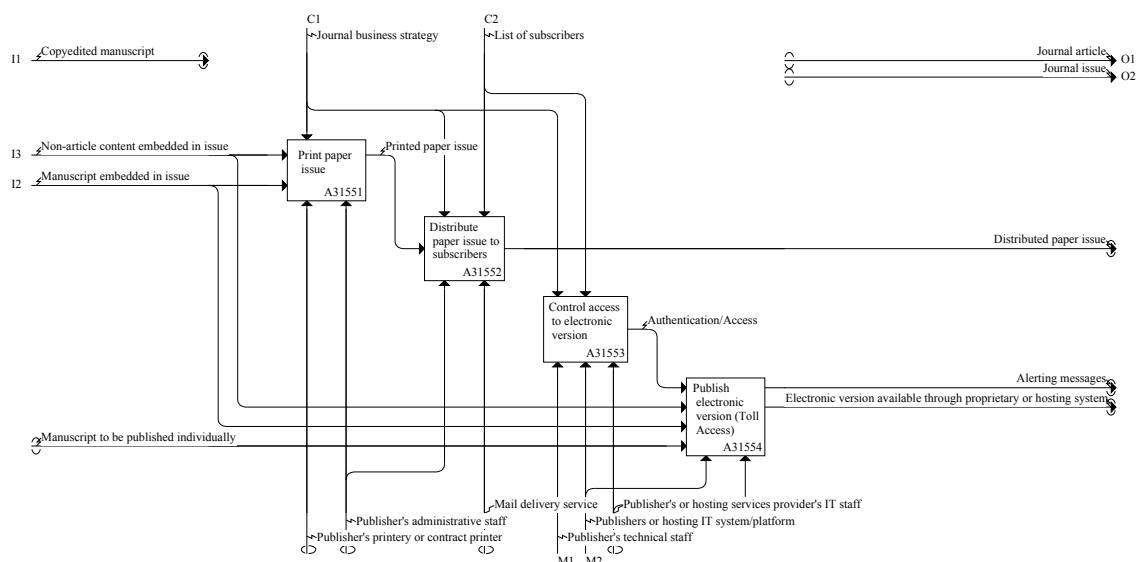 C1
C2
Journal business strategy
List of subscribers
I1
Copyedited manuscript
Journal article
O1
Journal issue
O2
I3
Non-article content embedded in issue
Print paper
issue
A31551
Printed paper issue
I2
Manuscript embedded in issue
Distribute
paper issue to
subscribers
A31552
Distributed paper issue
Control access
to electronic
version
A31553
Authentication/Access
Publish
electronic
version (Toll
Access)
A31554
Alerting messages
Electronic version available through proprietary or hosting system
Manuscript to be published individually
Mail delivery service
Publisher's or hosting services provider's IT staff
Publisher's administrative staff
Publishers or hosting IT system/platform
Publisher's printery or contract printer
Publisher's technical staff
M1
M2